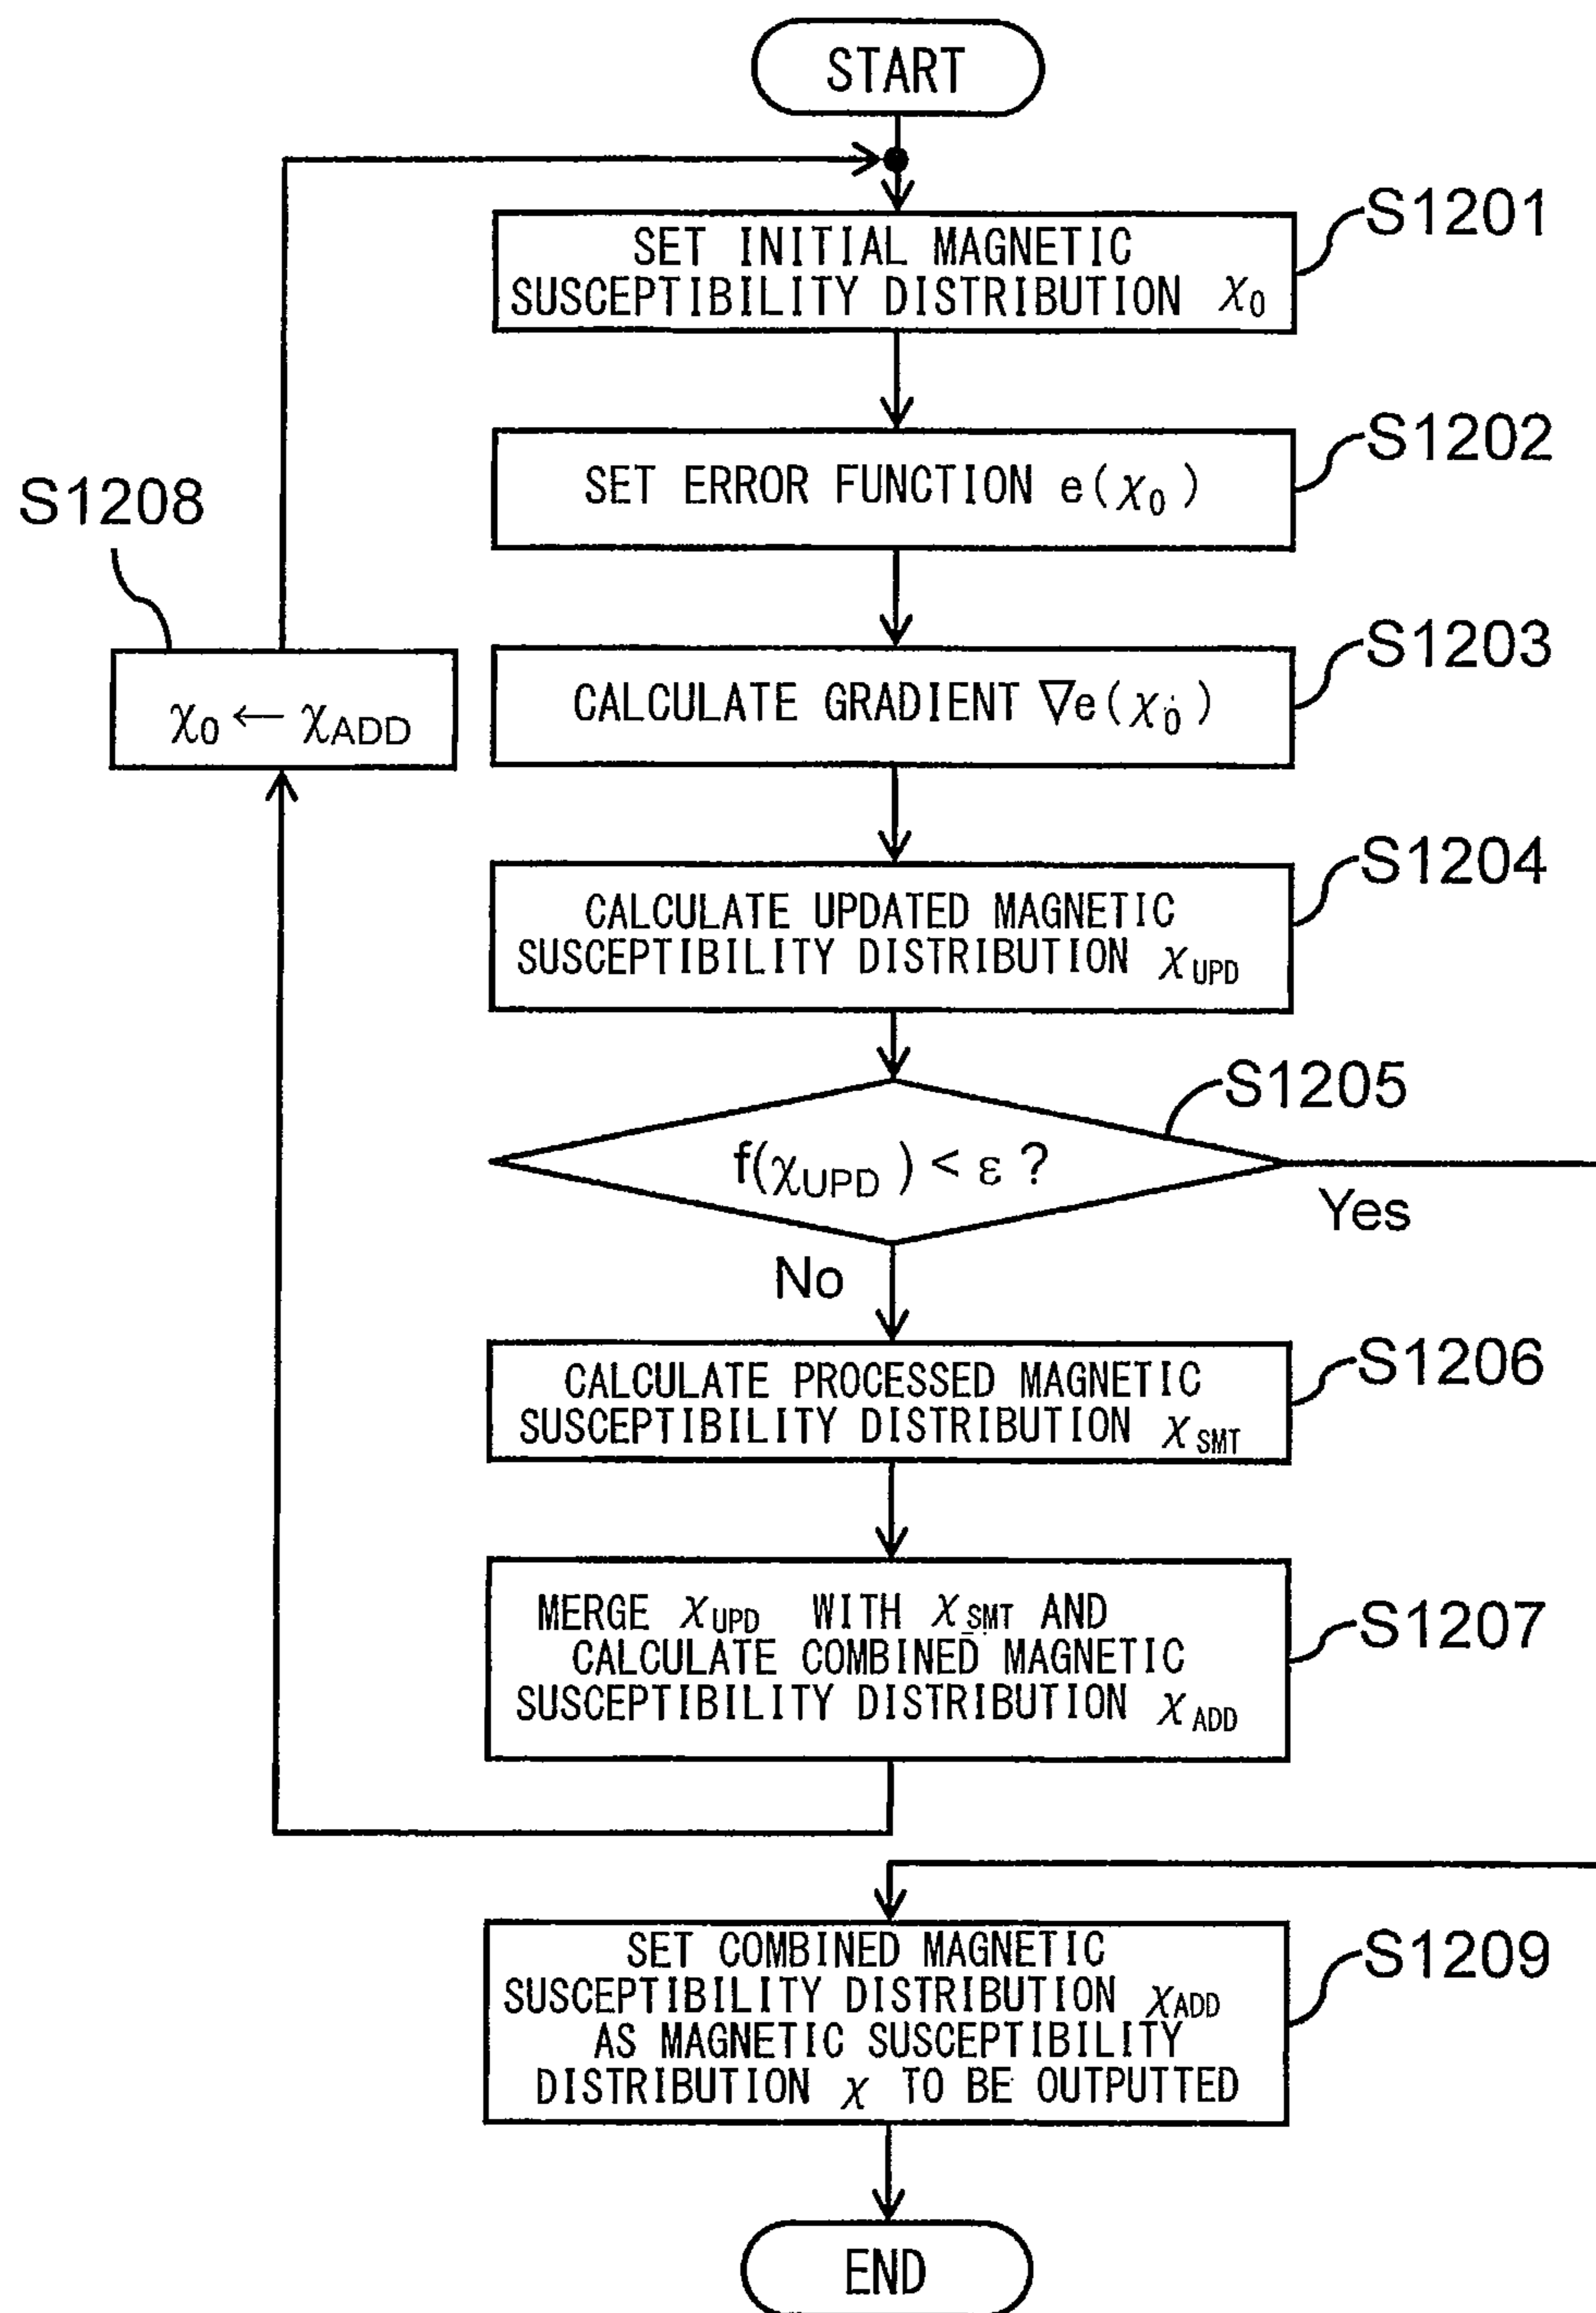 START
S1201
SET INITIAL MAGNETIC
SUSCEPTIBILITY DISTRIBUTION χ0
S1202
SET ERROR FUNCTION e(χ0)
S1208
χ0 ← χADD
S1203
CALCULATE GRADIENT ∇e(χ0)
S1204
CALCULATE UPDATED MAGNETIC
SUSCEPTIBILITY DISTRIBUTION χUPD
S1205
f(χUPD) < ε ?
Yes
No
S1206
CALCULATE PROCESSED MAGNETIC
SUSCEPTIBILITY DISTRIBUTION χSMT
S1207
MERGE χUPD WITH χSMT AND
CALCULATE COMBINED MAGNETIC
SUSCEPTIBILITY DISTRIBUTION χADD
S1209
SET COMBINED MAGNETIC
SUSCEPTIBILITY DISTRIBUTION χADD
AS MAGNETIC SUSCEPTIBILITY
DISTRIBUTION χ TO BE OUTPUTTED
END